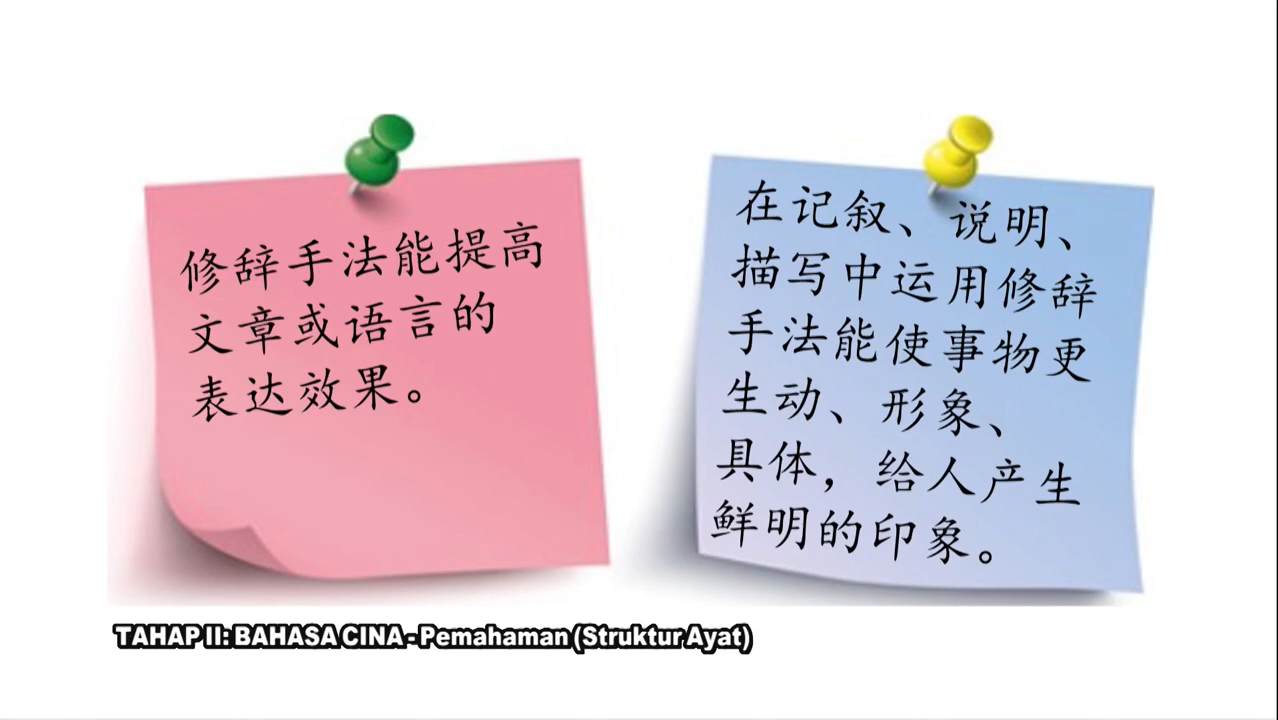 修辞手法能提高
文章或语言的
表达效果。
在记叙、说明、
描写中运用修辞
手法能使事物更
生动、形象、
具体，给人产生
鲜明的印象。
TAHAP II: BAHASA CINA - Pemahaman (Struktur Ayat)